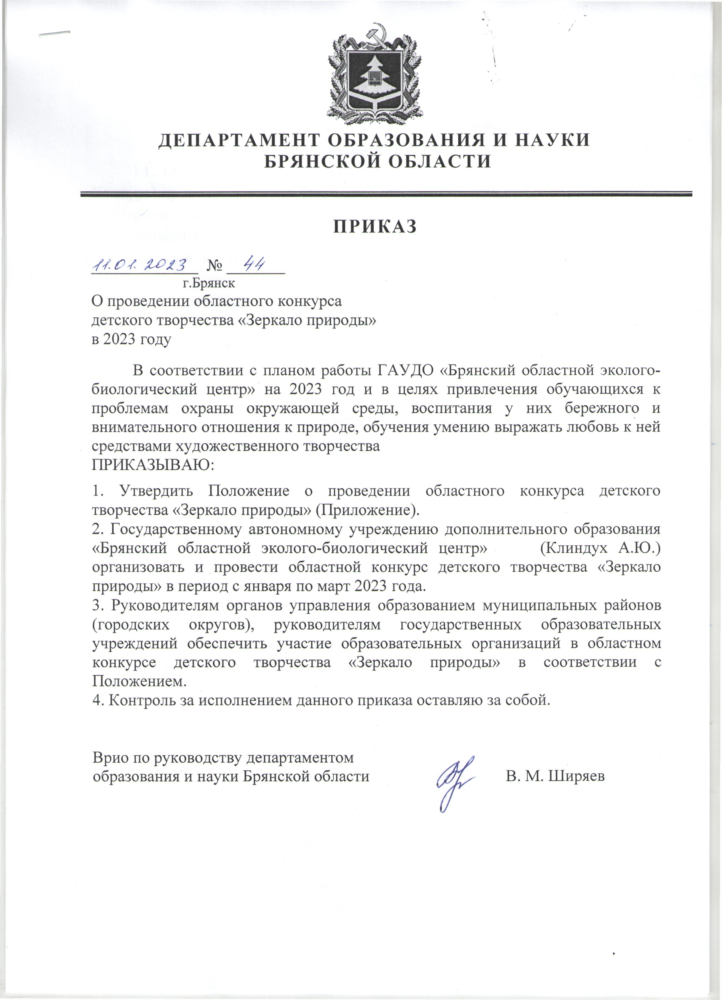 ДЕПАРТАМЕНТ ОБРАЗОВАНИЯ И НАУКИ
БРЯНСКОЙ ОБЛАСТИ
ПРИКАЗ
11.01.2023 № 44
г.Брянск
О проведении областного конкурса
детского творчества «Зеркало природы»
в 2023 году
В соответствии с планом работы ГАУДО «Брянский областной эколого-
биологический центр» на 2023 год и в целях привлечения обучающихся к
проблемам охраны окружающей среды, воспитания у них бережного и
внимательного отношения к природе, обучения умению выражать любовь к ней
средствами художественного творчества
ПРИКАЗЫВАЮ:
1. Утвердить Положение о проведении областного конкурса детского
творчества «Зеркало природы» (Приложение).
2. Государственному автономному учреждению дополнительного образования
«Брянский областной эколого-биологический центр» (Клиндух А.Ю.)
организовать и провести областной конкурс детского творчества «Зеркало
природы» в период с января по март 2023 года.
3. Руководителям органов управления образованием муниципальных районов
(городских округов), руководителям государственных образовательных
учреждений обеспечить участие образовательных организаций в областном
конкурсе детского творчества «Зеркало природы» в соответствии с
Положением.
4. Контроль за исполнением данного приказа оставляю за собой.
Врио по руководству департаментом
образования и науки Брянской области В. М. Ширяев